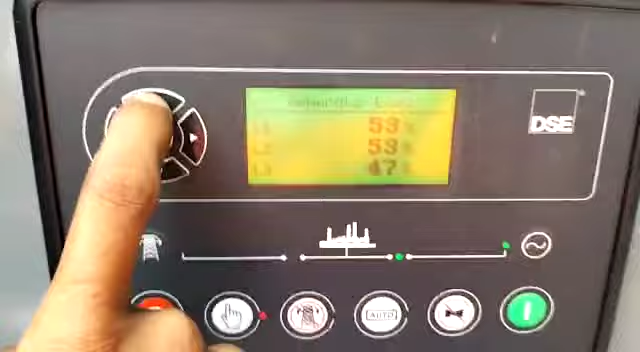 L1 53 %
L2 53 %
L3 47 %
DSE
AUTO